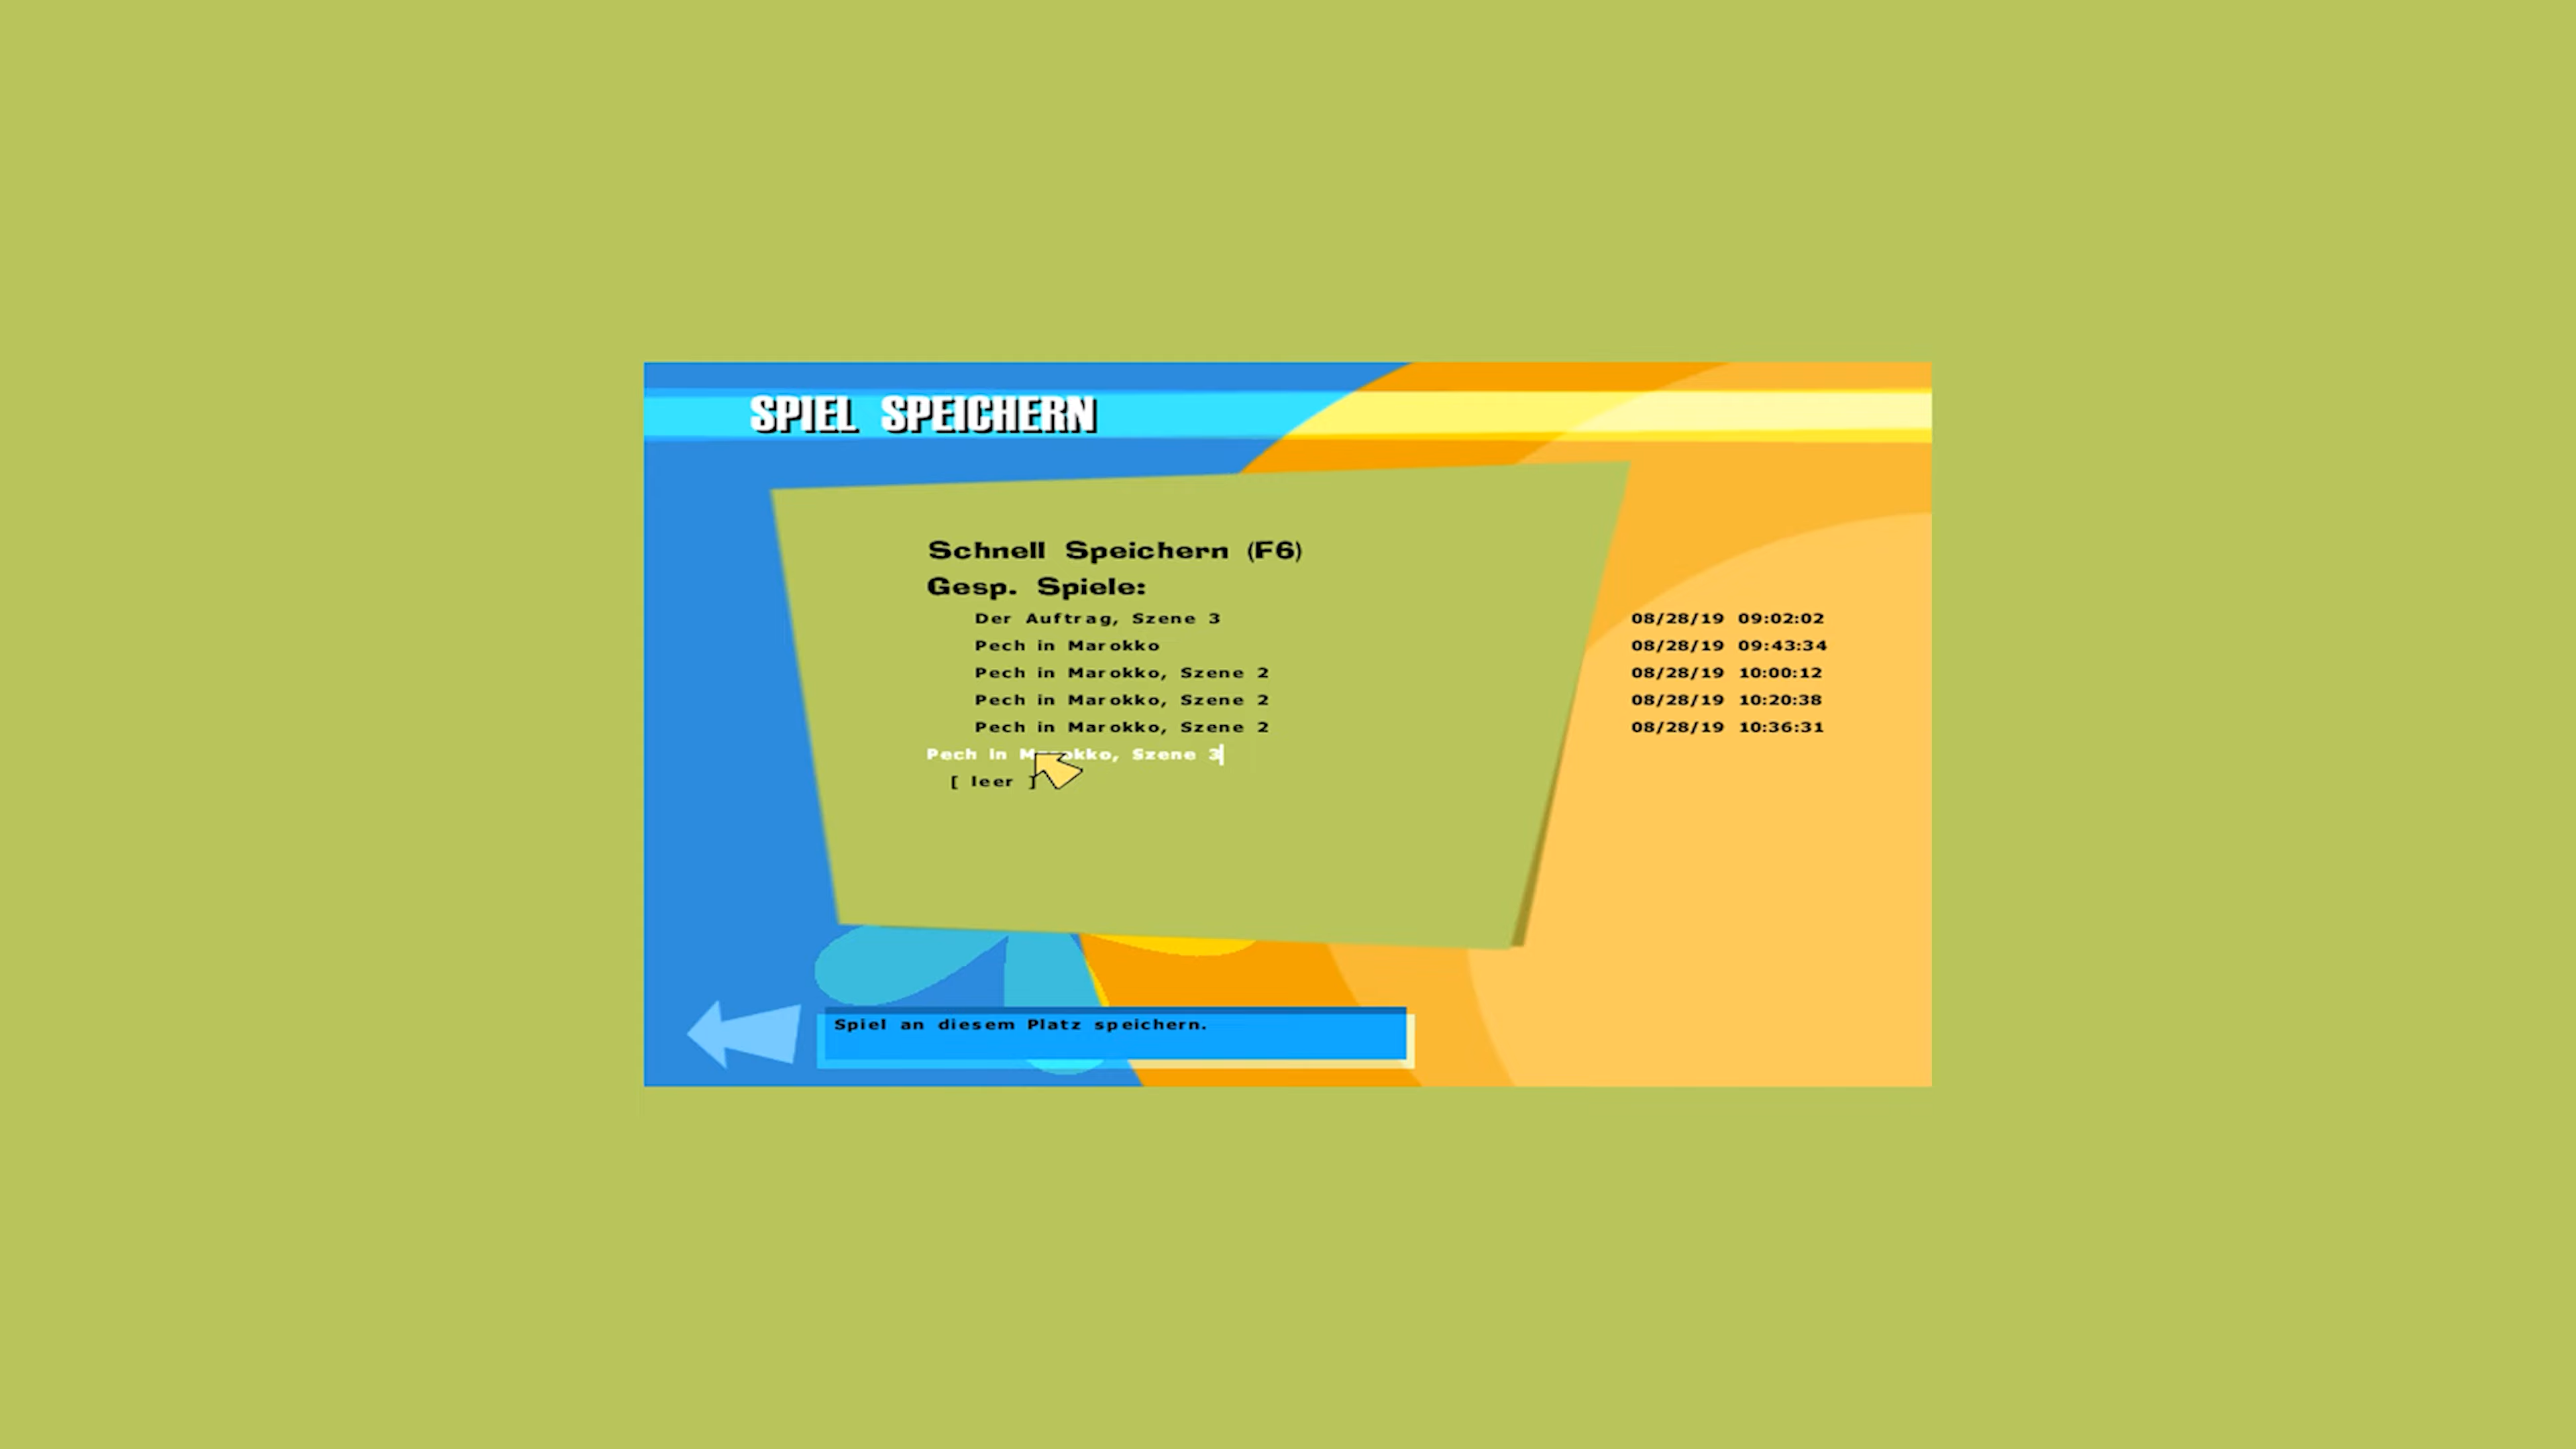 SPIEL SPEICHERN
Schnell Speichern (F6)
Gesp. Spiele:
Der Auftrag, Szene 3 08/28/19 09:02:02
Pech in Marokko 08/28/19 09:43:34
Pech in Marokko, Szene 2 08/28/19 10:00:12
Pech in Marokko, Szene 2 08/28/19 10:20:38
Pech in Marokko, Szene 2 08/28/19 10:36:31
Pech in Marokko, Szene 3
[ leer ]
Spiel an diesem Platz speichern.